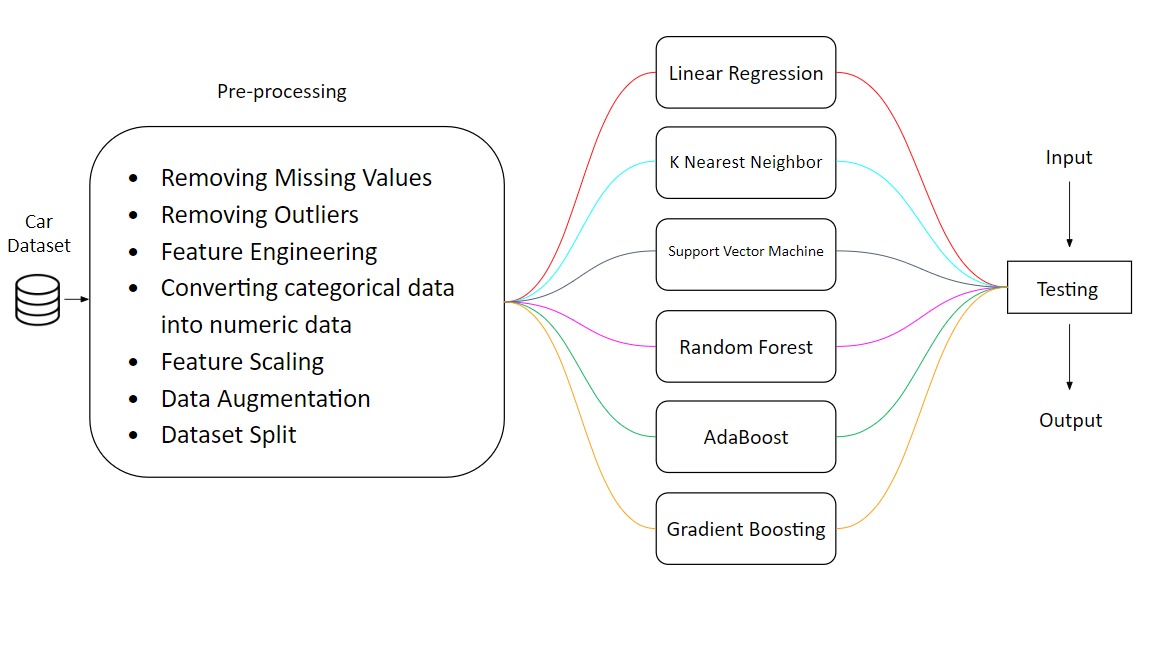 Car
Dataset
Pre-processing
• Removing Missing Values
• Removing Outliers
• Feature Engineering
• Converting categorical data
into numeric data
• Feature Scaling
• Data Augmentation
• Dataset Split
Linear Regression
K Nearest Neighbor
Support Vector Machine
Random Forest
AdaBoost
Gradient Boosting
Input
Testing
Output